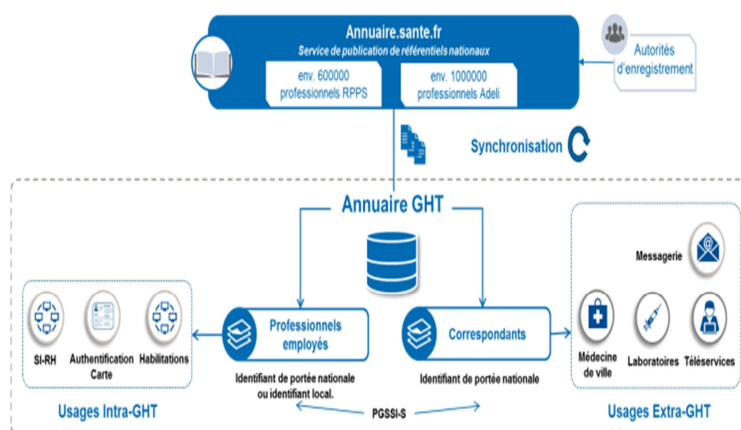 Annuaire.sante.fr
Service de publication de référentiels nationaux
env. 600000
professionnels RPPS
env. 1000000
professionnels Adeli
Autorités
d'enregistrement
Synchronisation
Annuaire GHT
Messagerie
Professionnels
employés
Correspondants
SI-RH
Authentification
Carte
Habilitations
Médecine
de ville
Laboratoires
Téléservices
Identifiant de portée nationale
ou identifiant local.
Identifiant de portée nationale
Usages Intra-GHT
PGSSI-S
Usages Extra-GHT